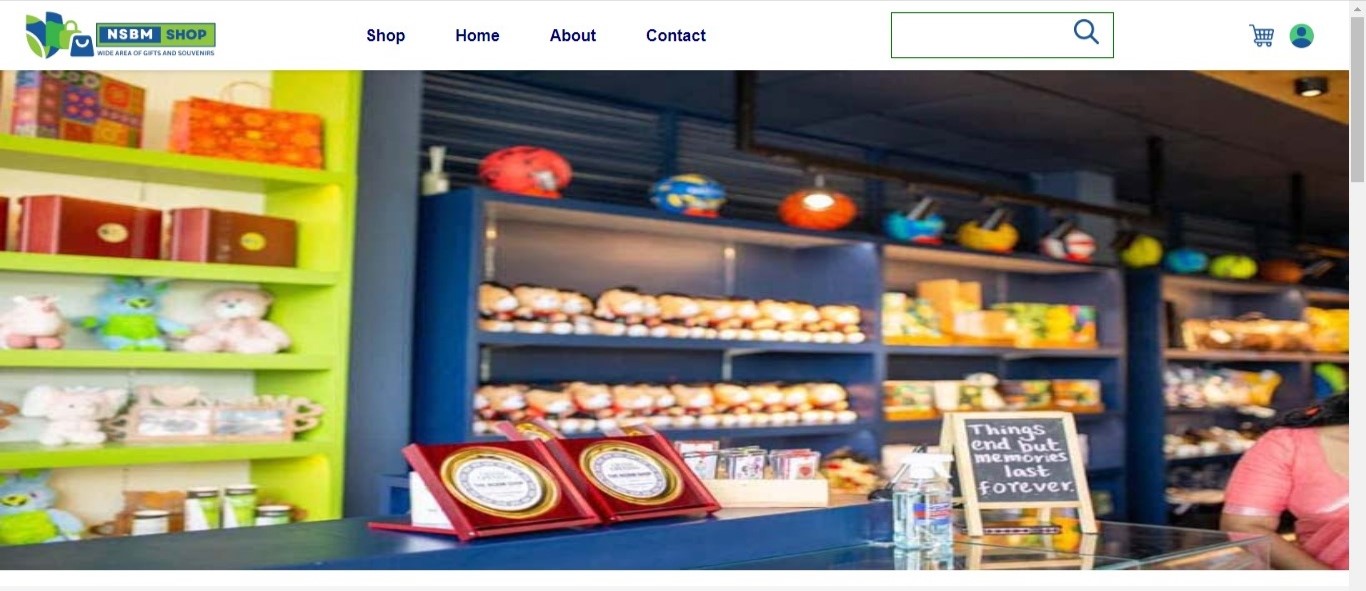 NSBM SHOP
WIDE AREA OF GIFTS AND SOUVENIRS
Shop
Home
About
Contact
Things
end but
memories
last
forever.